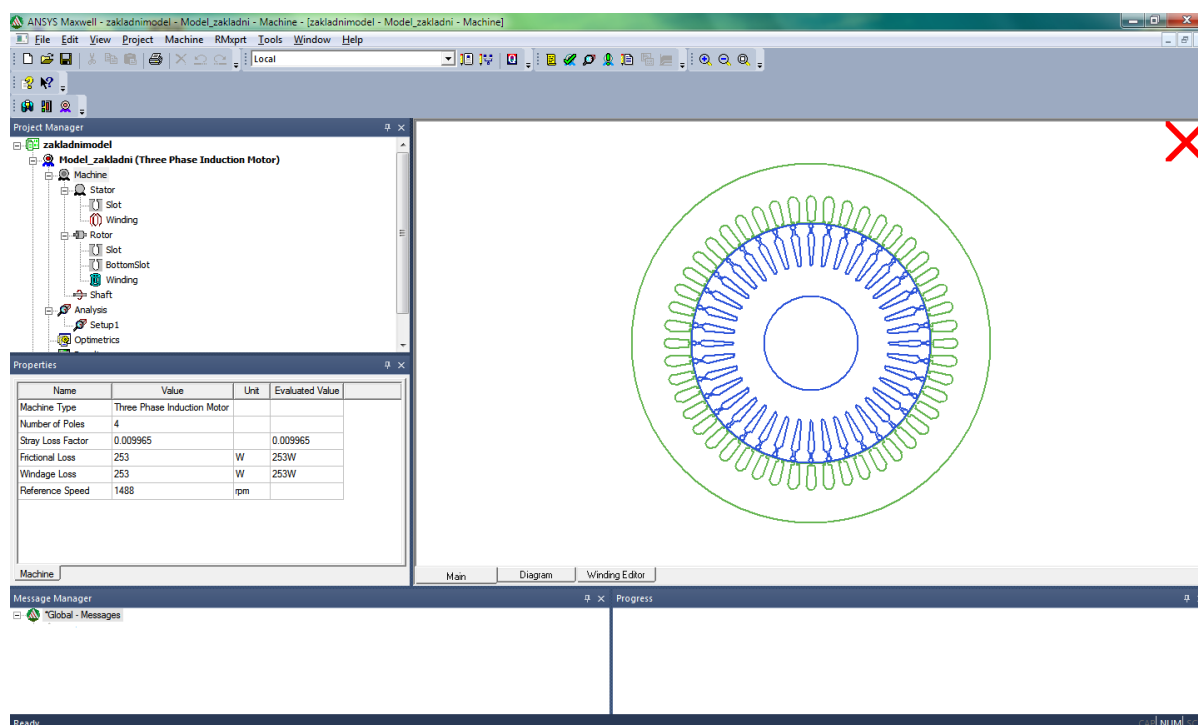 ANSYS Maxwell - zakladnimodel - Model_zakladni - Machine - [zakladnimodel - Model_zakladni - Machine]
File Edit View Project Machine RMxprt Tools Window Help
Local
Project Manager
zakladnimodel
Model_zakladni (Three Phase Induction Motor)
Machine
Stator
Slot
Winding
Rotor
Slot
BottomSlot
Winding
Shaft
Analysis
Setup1
Optimetrics
Properties
Name Value Unit Evaluated Value
Machine Type Three Phase Induction Motor
Number of Poles 4
Stray Loss Factor 0.009965 0.009965
Frictional Loss 253 W 253W
Windage Loss 253 W 253W
Reference Speed 1488 rpm
Machine
Main Diagram Winding Editor
Message Manager
*Global - Messages
Progress
Ready
CAP NUM